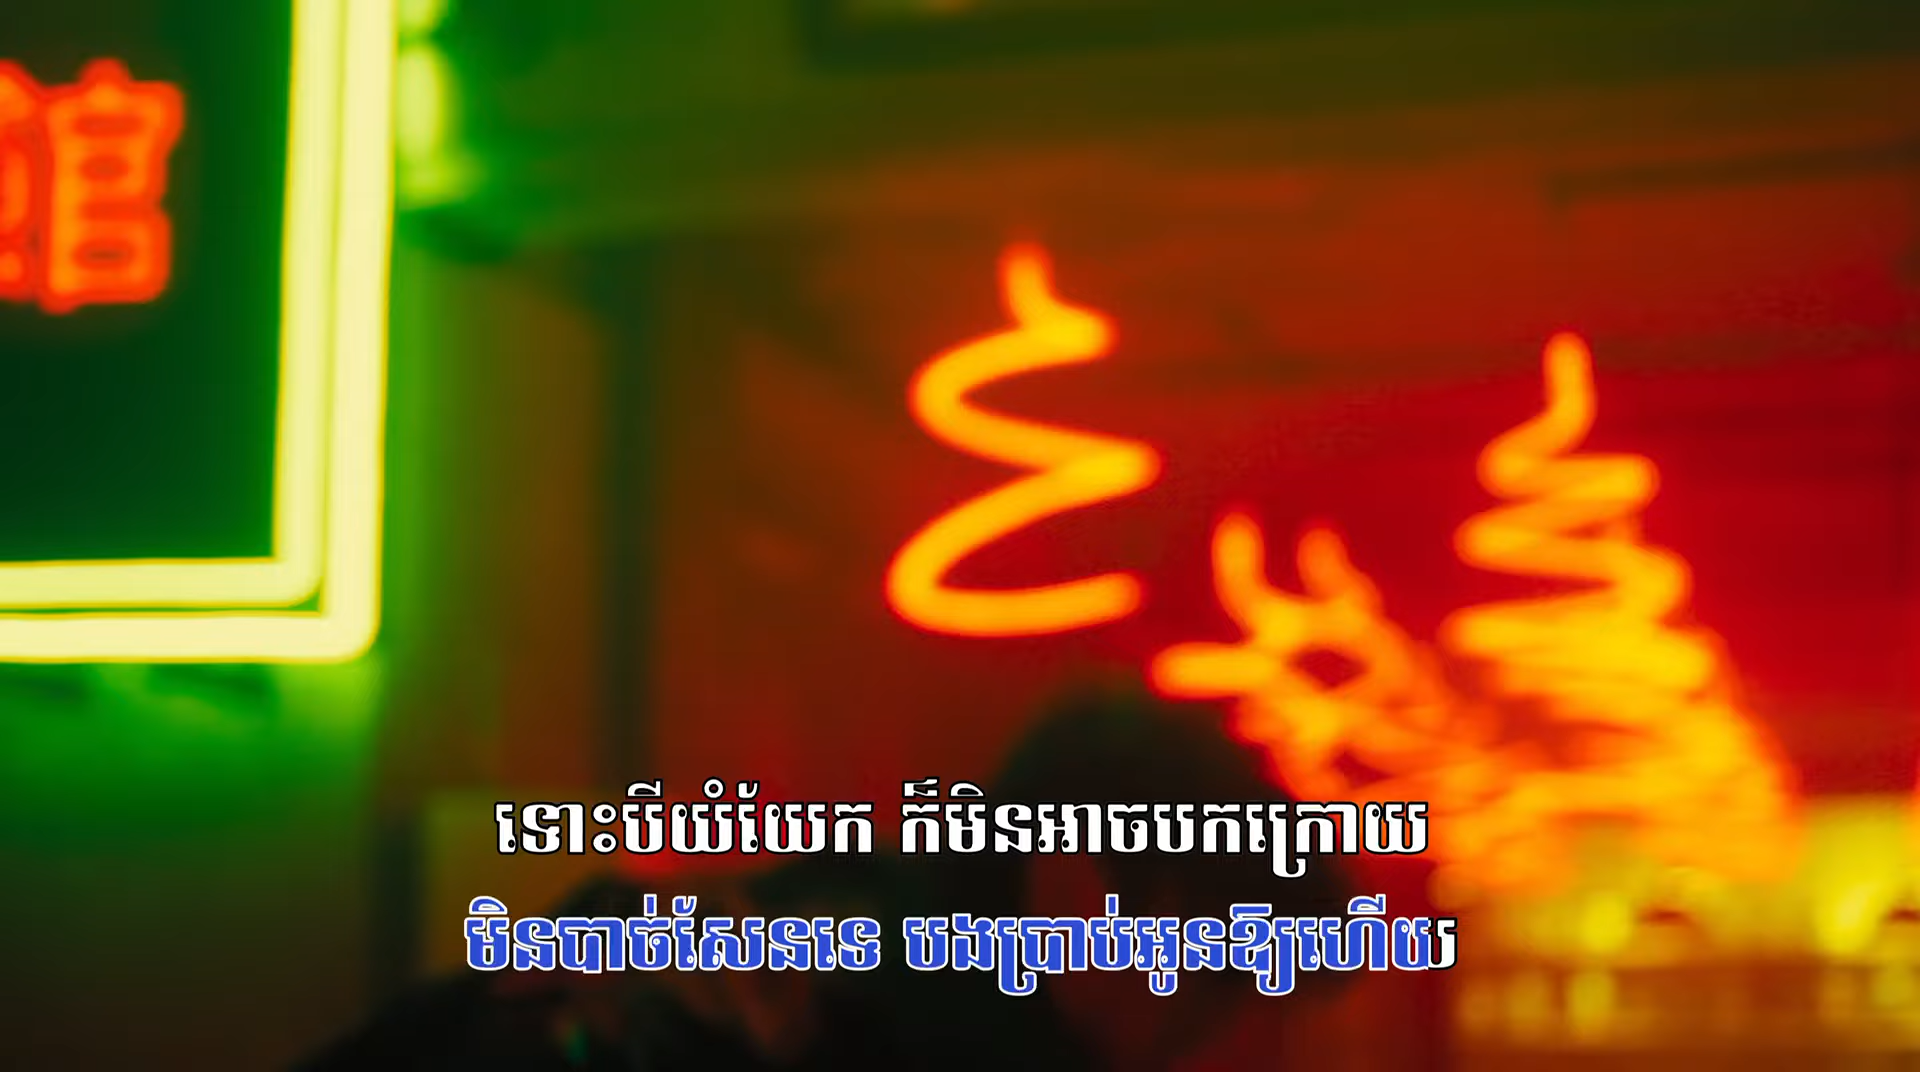 ទោះបីយំយែក ក៏មិនអាចបកក្រោយ
មិនបាច់សែនទេ បងប្រាប់អូនឱ្យហើយ